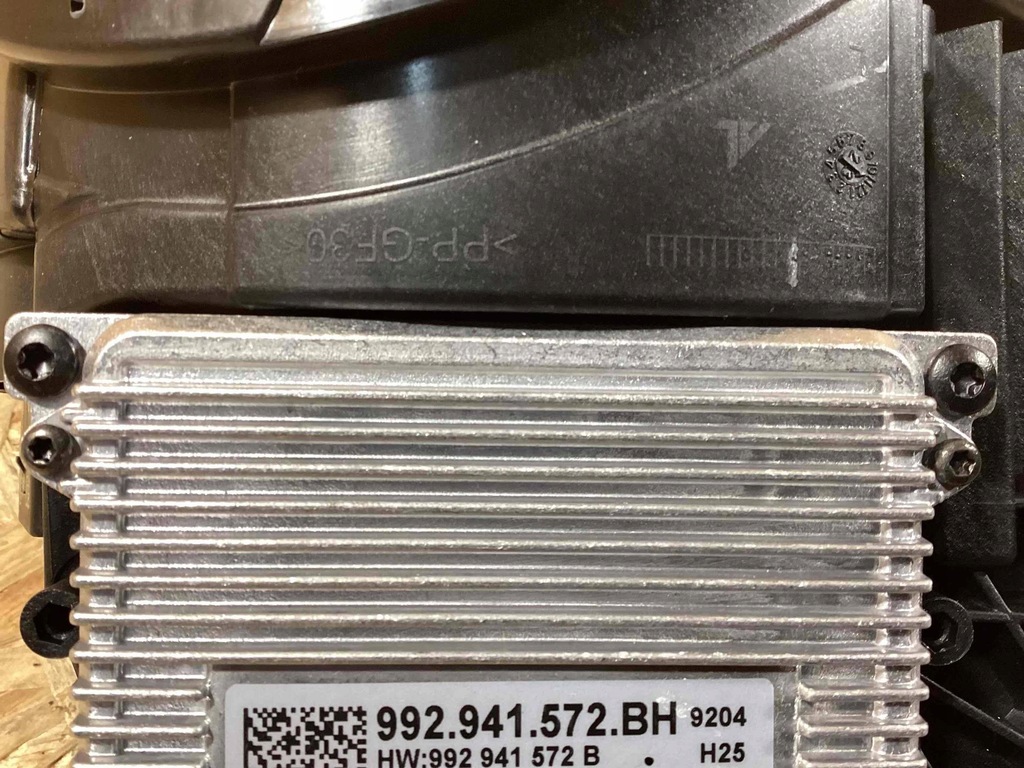 >PP-GF30<
992.941.572.BH 9204
HW:992 941 572 B . H25